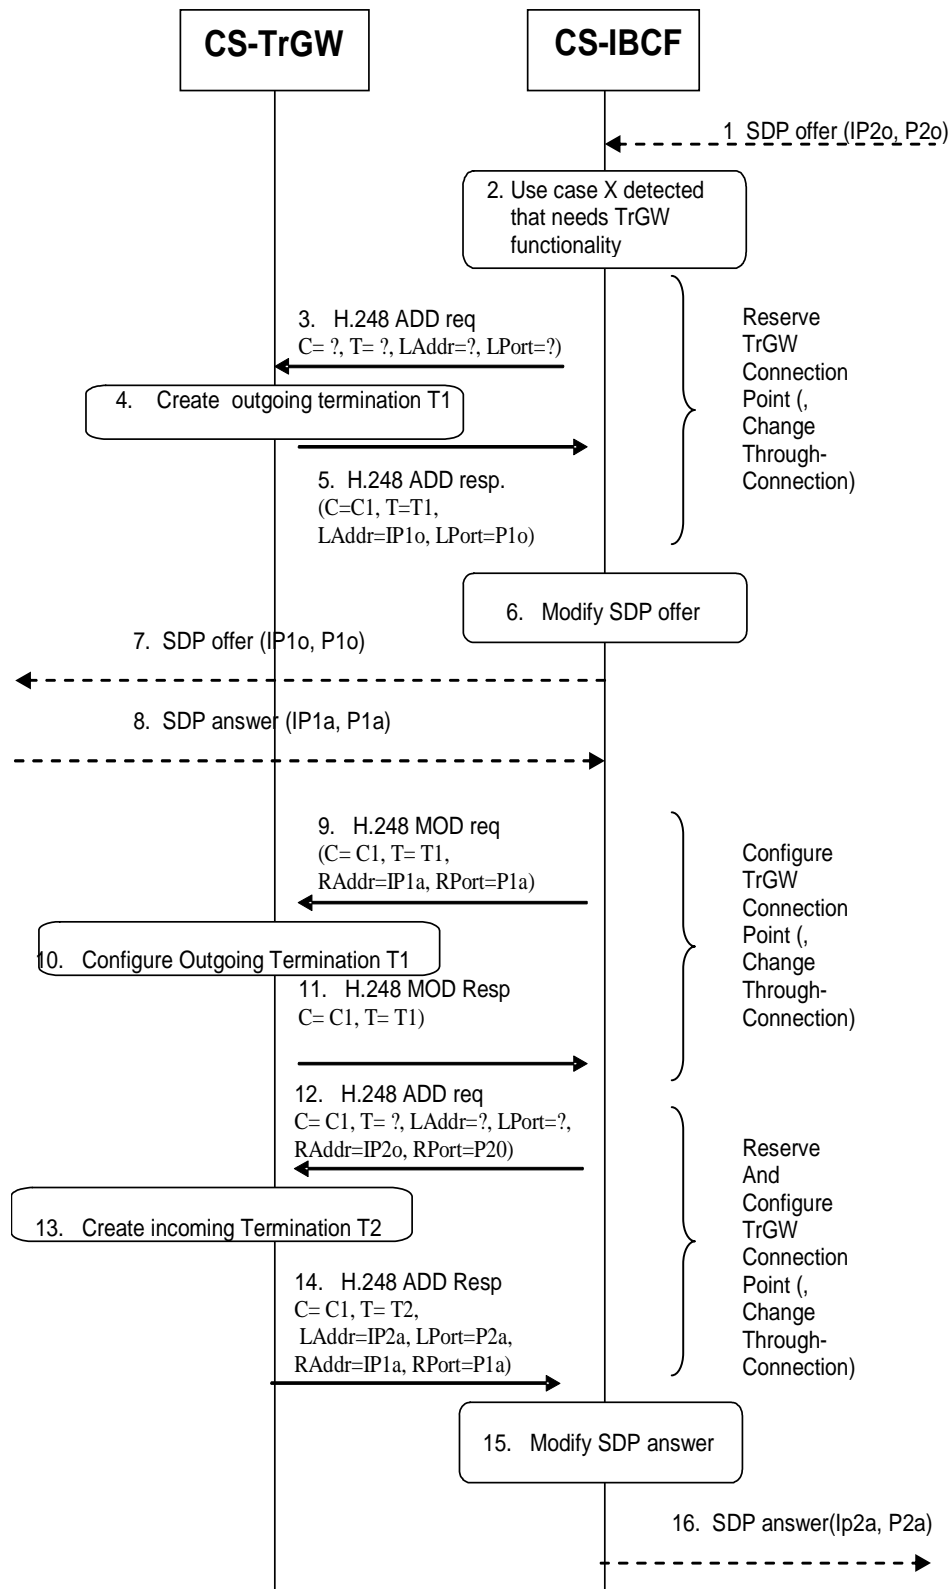 CS-TrGW
CS-IBCF
1 SDP offer (IP2o, P2o)
2. Use case X detected
that needs TrGW
functionality
3. H.248 ADD req
C= ?, T= ?, LAddr=?, LPort=?)
Reserve
TrGW
Connection
Point (,
Change
Through-
Connection)
4. Create outgoing termination T1
5. H.248 ADD resp.
(C=C1, T=T1,
LAddr=IP1o, LPort=P1o)
6. Modify SDP offer
7. SDP offer (IP1o, P1o)
8. SDP answer (IP1a, P1a)
9. H.248 MOD req
(C= C1, T= T1,
RAddr=IP1a, RPort=P1a)
Configure
TrGW
Connection
Point (,
Change
Through-
Connection)
10. Configure Outgoing Termination T1
11. H.248 MOD Resp
C= C1, T= T1)
12. H.248 ADD req
C= C1, T= ?, LAddr=?, LPort=?,
RAddr=IP2o, RPort=P20)
Reserve
And
Configure
TrGW
Connection
Point (,
Change
Through-
Connection)
13. Create incoming Termination T2
14. H.248 ADD Resp
C= C1, T= T2,
LAddr=IP2a, LPort=P2a,
RAddr=IP1a, RPort=P1a)
15. Modify SDP answer
16. SDP answer(Ip2a, P2a)